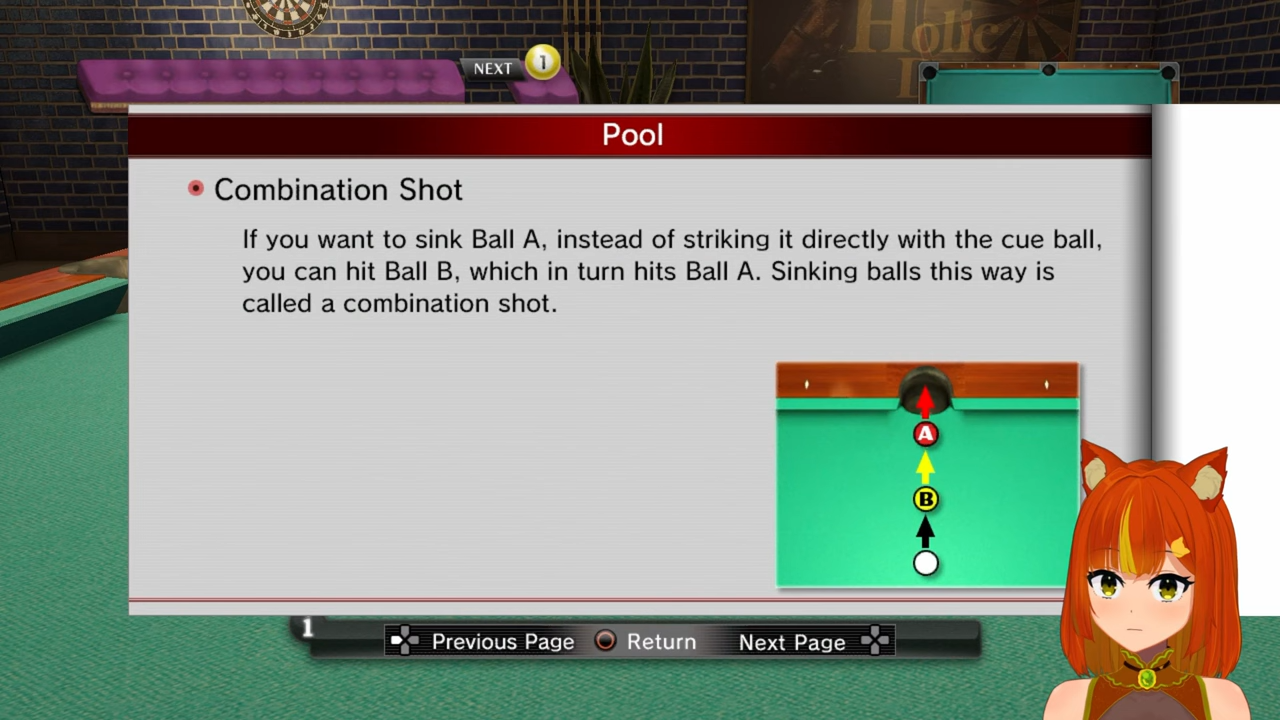 Holic
NEXT 1
Pool
Combination Shot
If you want to sink Ball A, instead of striking it directly with the cue ball,
you can hit Ball B, which in turn hits Ball A. Sinking balls this way is
called a combination shot.
A
B
1
Previous Page Return Next Page